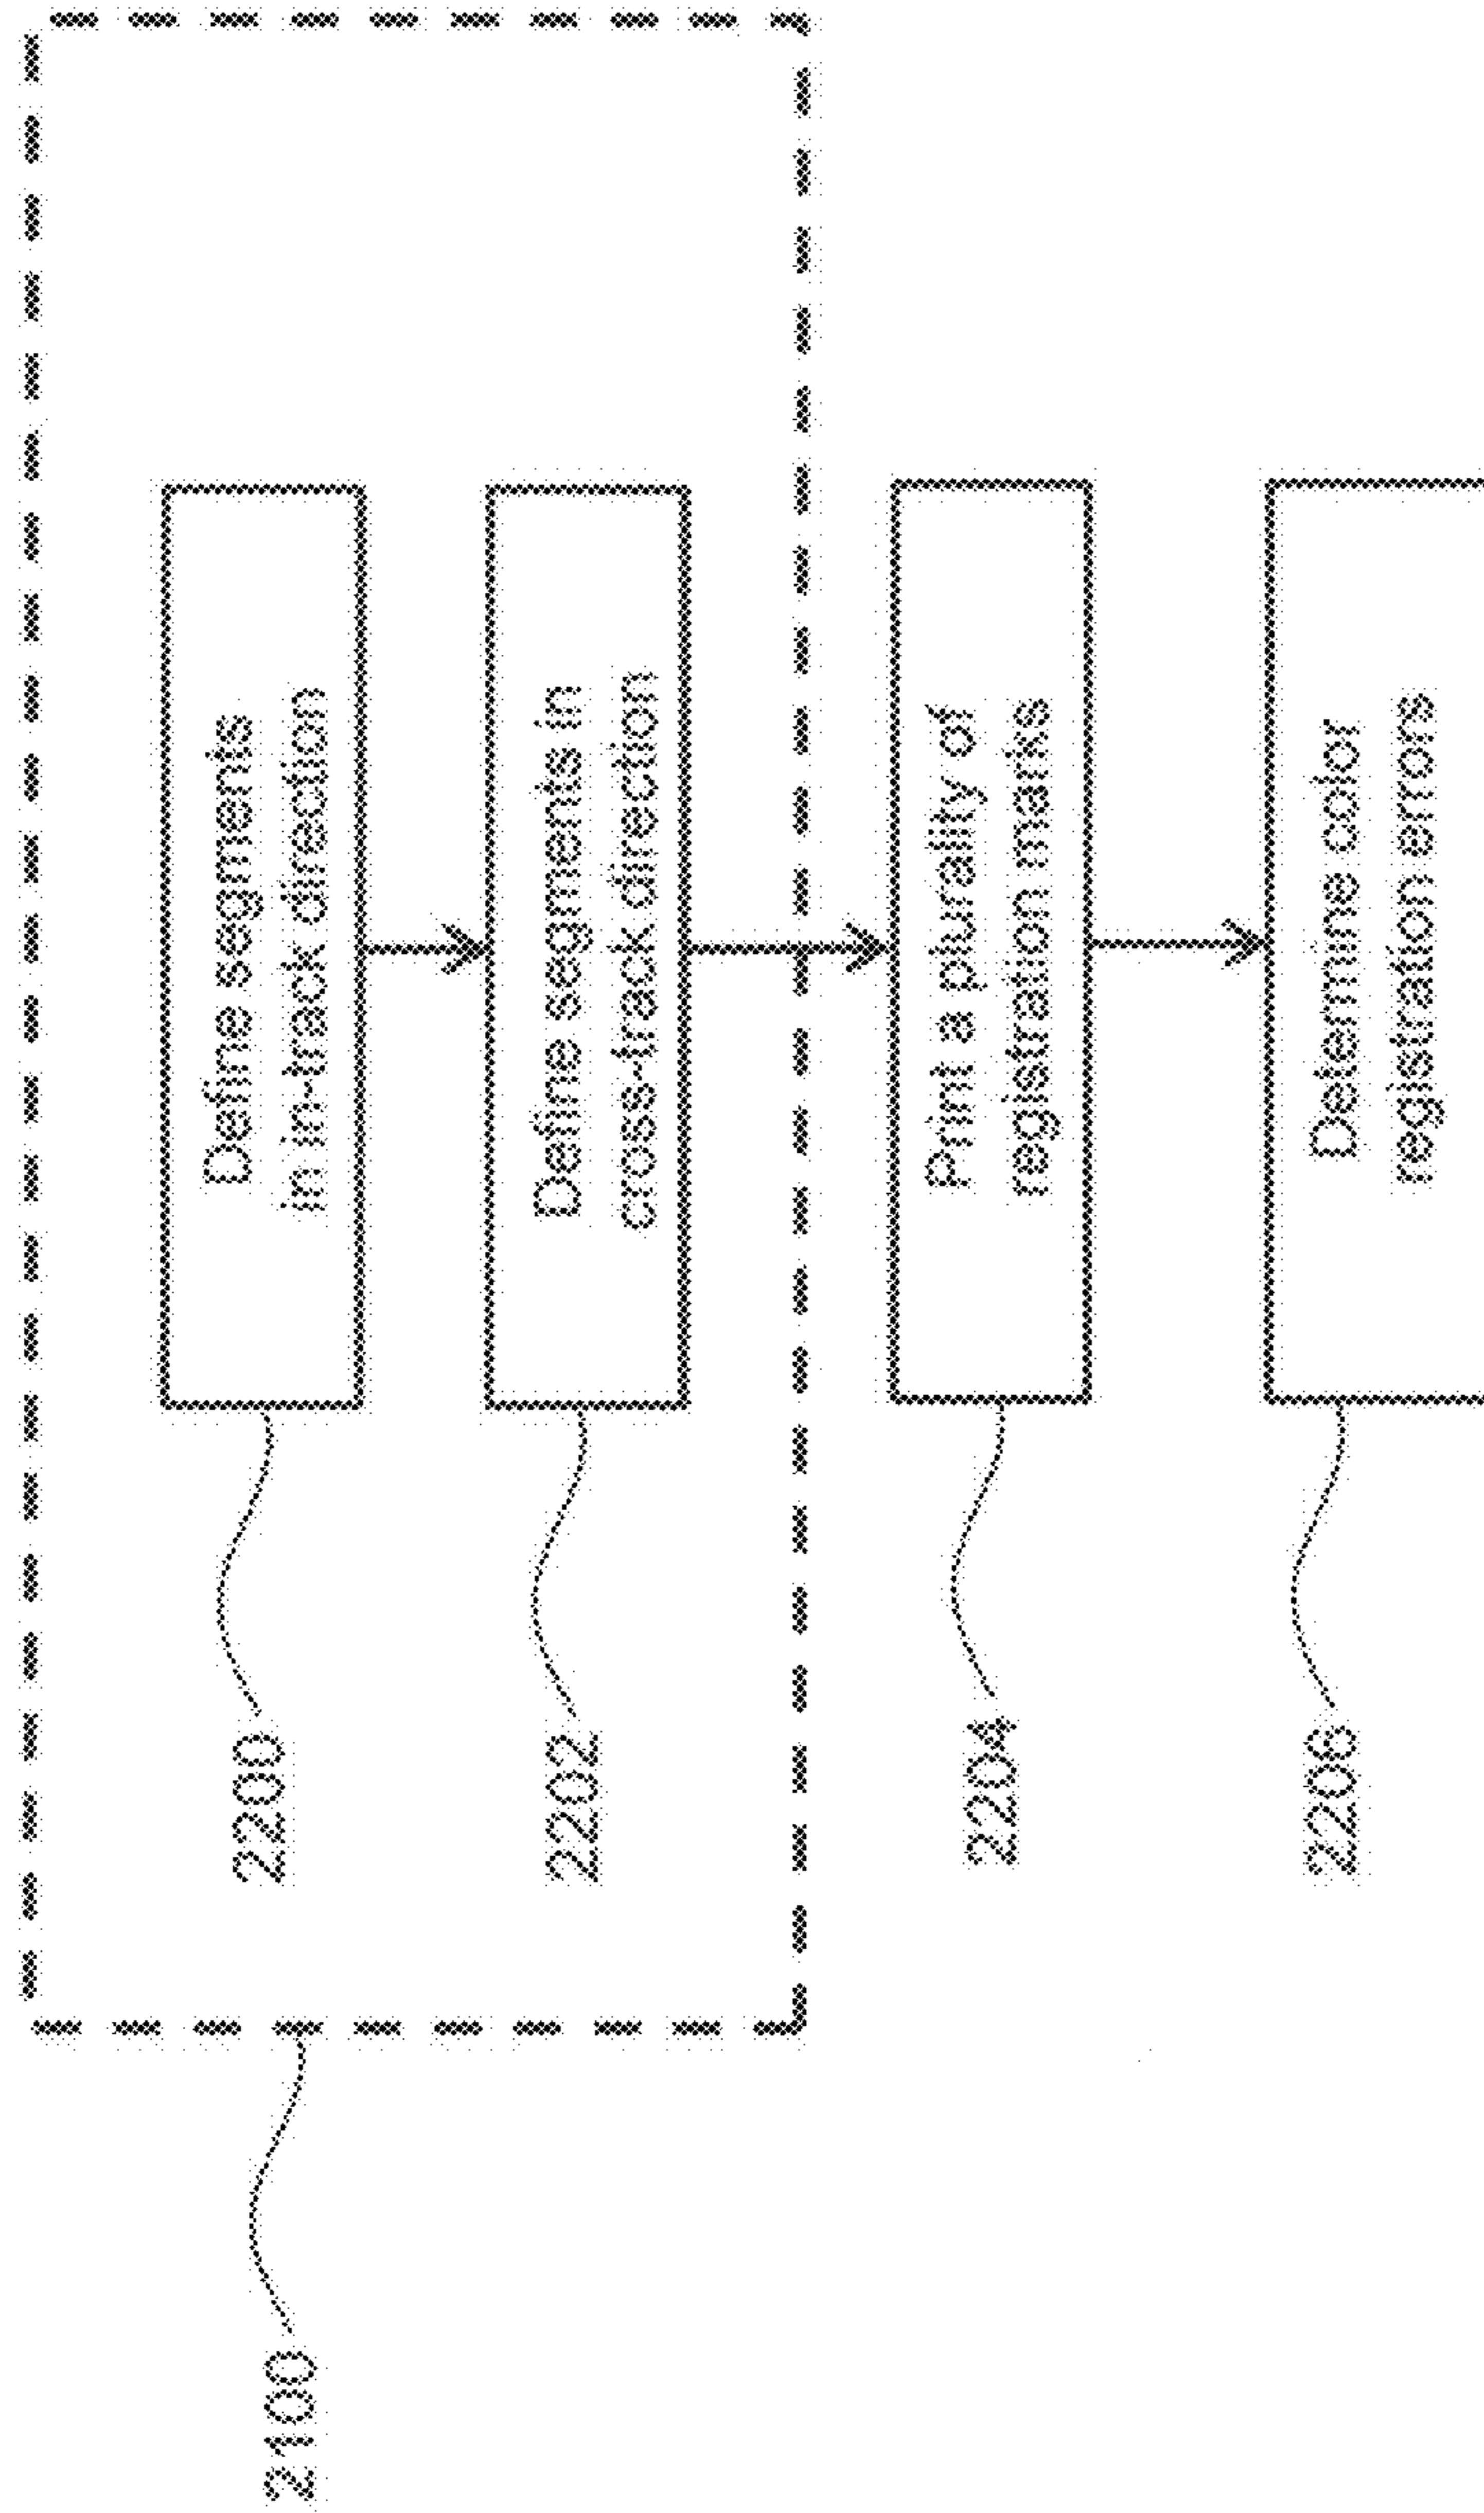 2100
2200
Define segments
in in-track direction
2202
Define segments in
cross-track direction
2204
Print a plurality of
registration marks
2206
Determine color
registration errors